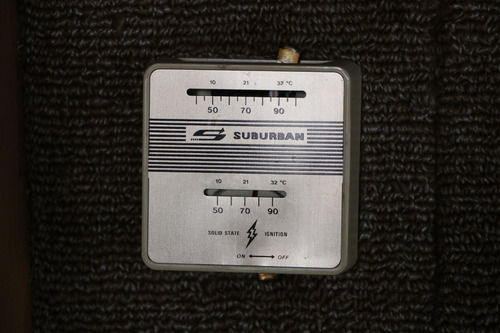 10 21 32 °C
50 70 90
SUBURBAN
10 21 32 °C
50 70 90
SOLID STATE IGNITION
ON OFF